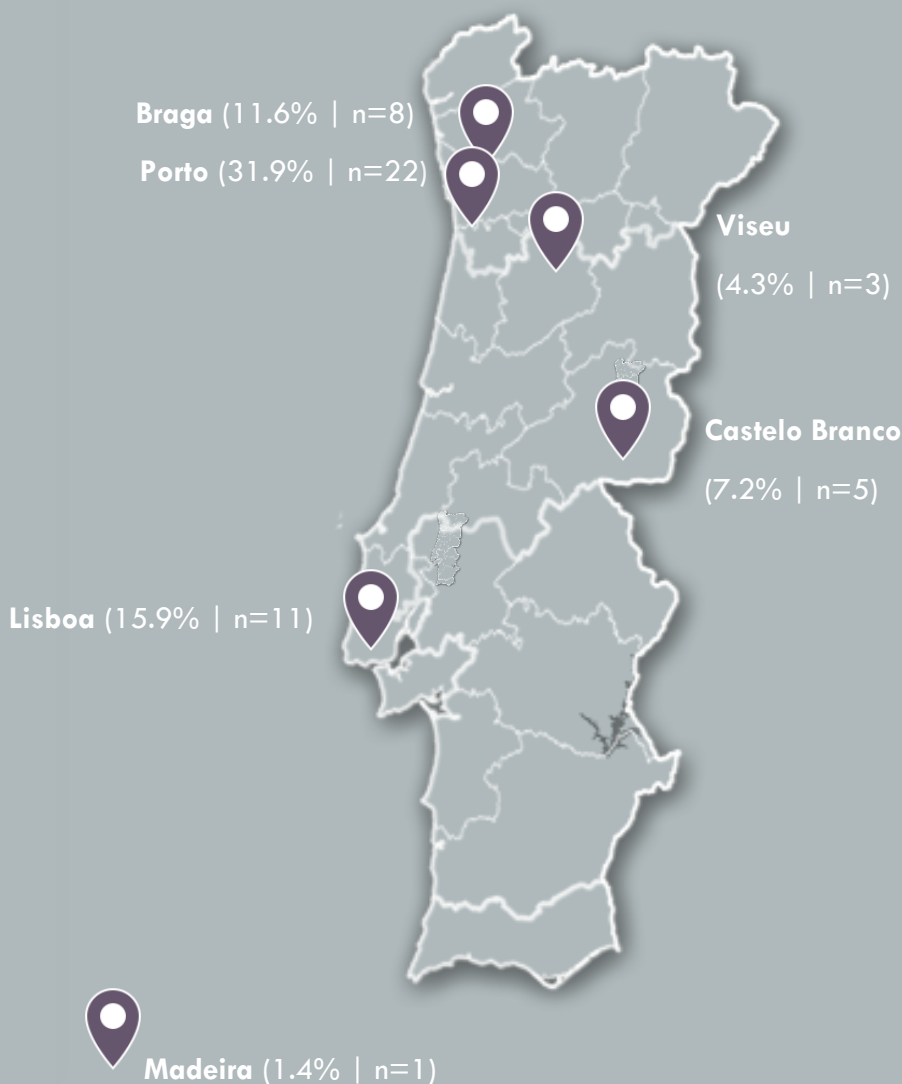 Braga (11.6% | n=8)
Porto (31.9% | n=22)
Viseu
(4.3% | n=3)
Castelo Branco
(7.2% | n=5)
Lisboa (15.9% | n=11)
Madeira (1.4% | n=1)